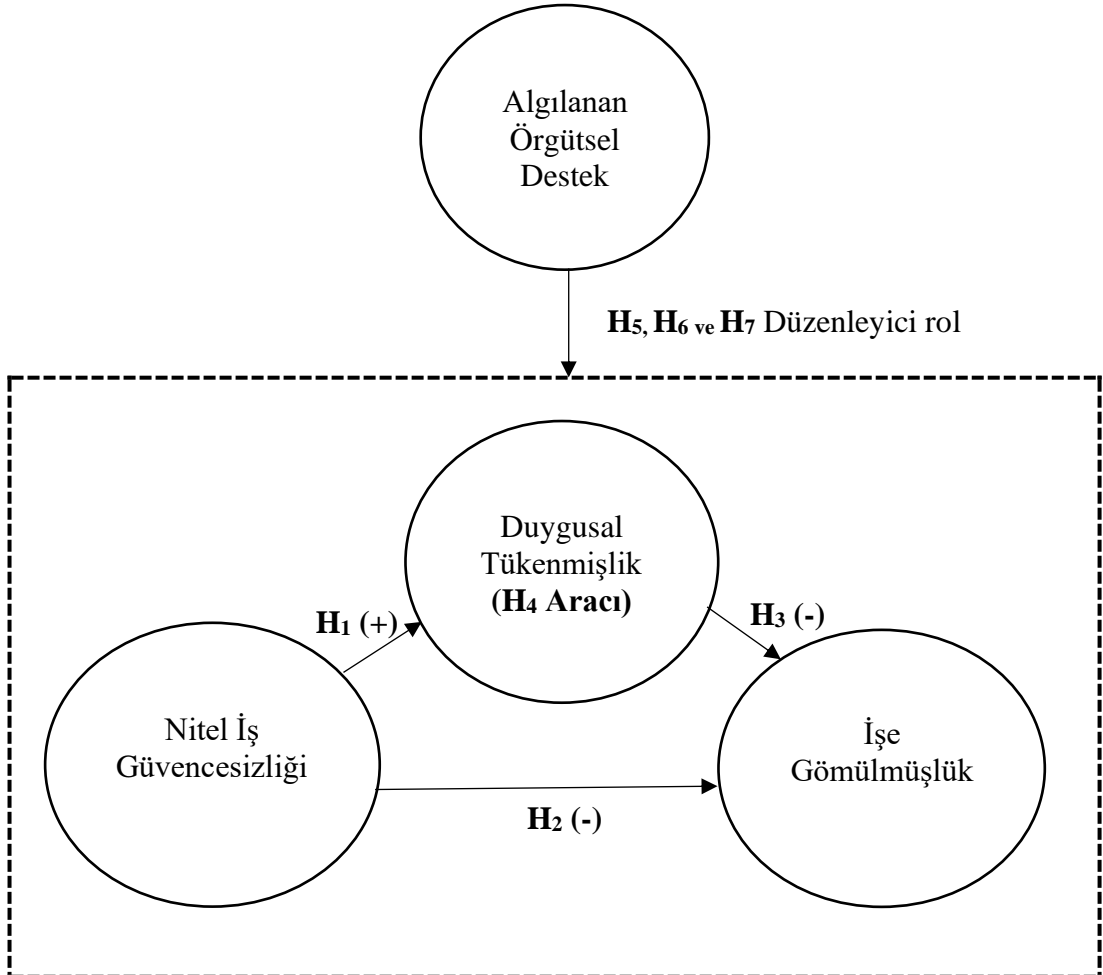 Algılanan
Örgütsel
Destek
H5, H6 ve H7 Düzenleyici rol
Duygusal
Tükenmişlik
(H4 Aracı)
H1 (+)
H3 (-)
Nitel İş
Güvencesizliği
İşe
Gömülmüşlük
H2 (-)